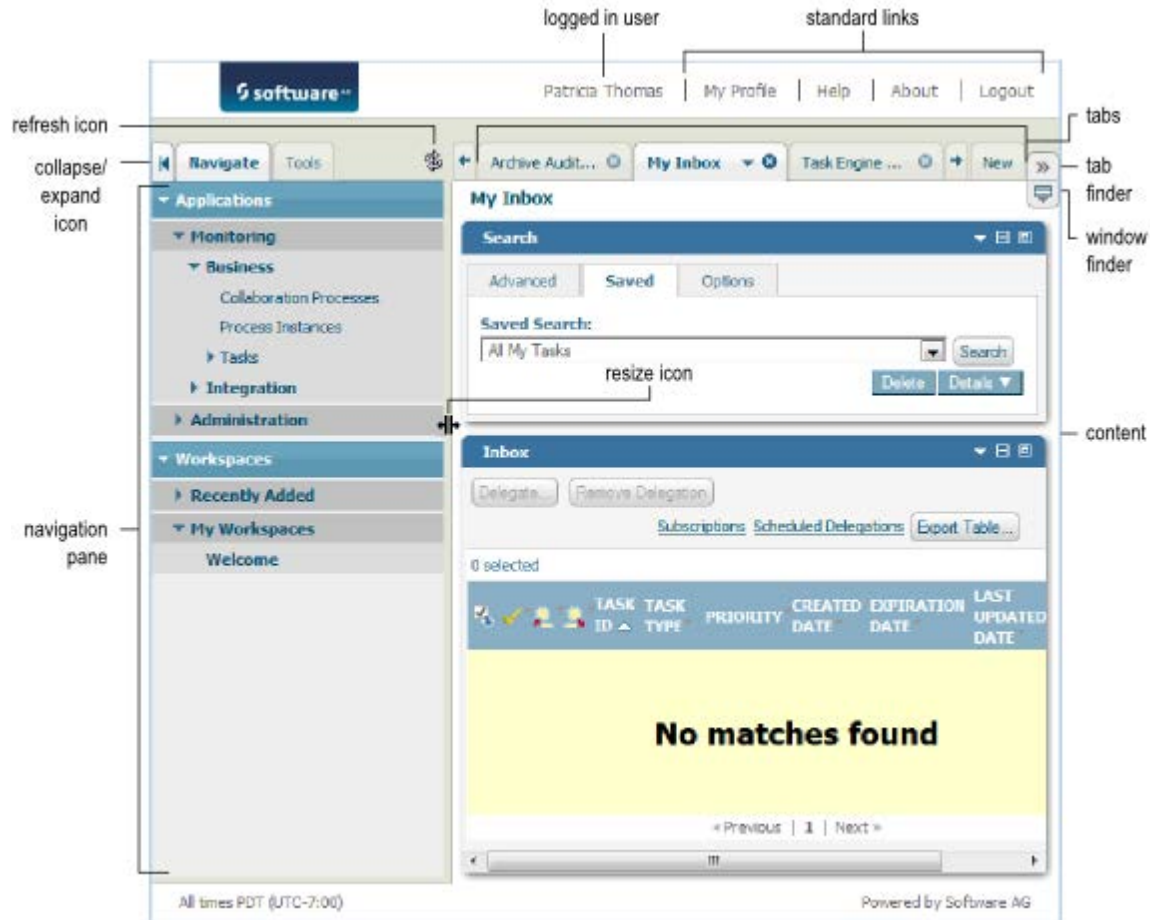 logged in user
standard links
software AG
Patricia Thomas | My Profile | Help | About | Logout
refresh icon
tabs
collapse/
expand
icon
Navigate Tools
Archive Audit... My Inbox Task Engine ... New
tab
finder
window
finder
Applications
Monitoring
Business
Collaboration Processes
Process Instances
Tasks
Integration
Administration
Workspaces
Recently Added
My Workspaces
Welcome
navigation
pane
My Inbox
Search
Advanced Saved Options
Saved Search:
All My Tasks Search
resize icon
Delete Details
content
Inbox
Delegate... Remove Delegation
Subscriptions Scheduled Delegations Export Table...
0 selected
TASK ID TASK TYPE PRIORITY CREATED DATE EXPIRATION DATE LAST UPDATED DATE
No matches found
« Previous | 1 | Next »
All times PDT (UTC-7:00)
Powered by Software AG